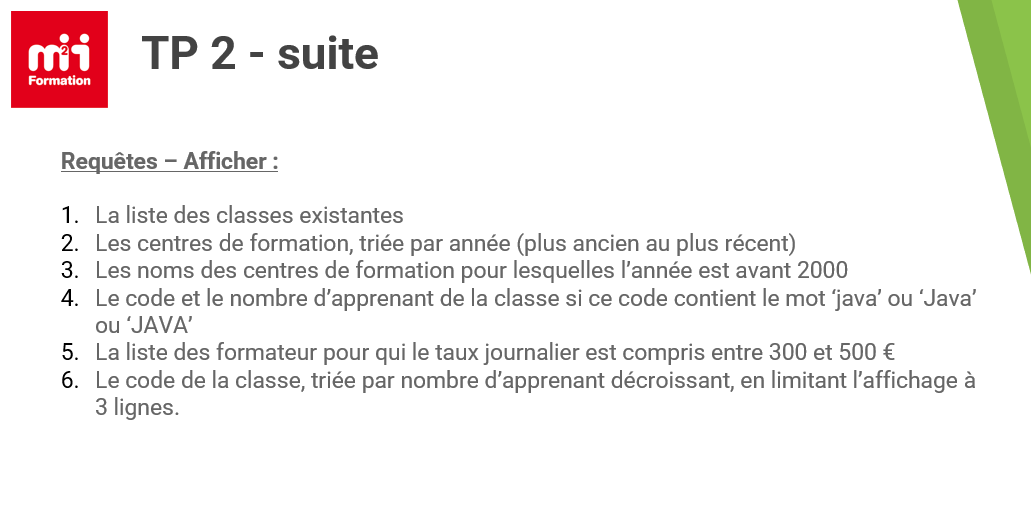 m2i
Formation
TP 2 - suite
Requêtes – Afficher :
1. La liste des classes existantes
2. Les centres de formation, triée par année (plus ancien au plus récent)
3. Les noms des centres de formation pour lesquelles l’année est avant 2000
4. Le code et le nombre d’apprenant de la classe si ce code contient le mot ‘java’ ou ‘Java’
ou ‘JAVA’
5. La liste des formateur pour qui le taux journalier est compris entre 300 et 500 €
6. Le code de la classe, triée par nombre d’apprenant décroissant, en limitant l’affichage à
3 lignes.